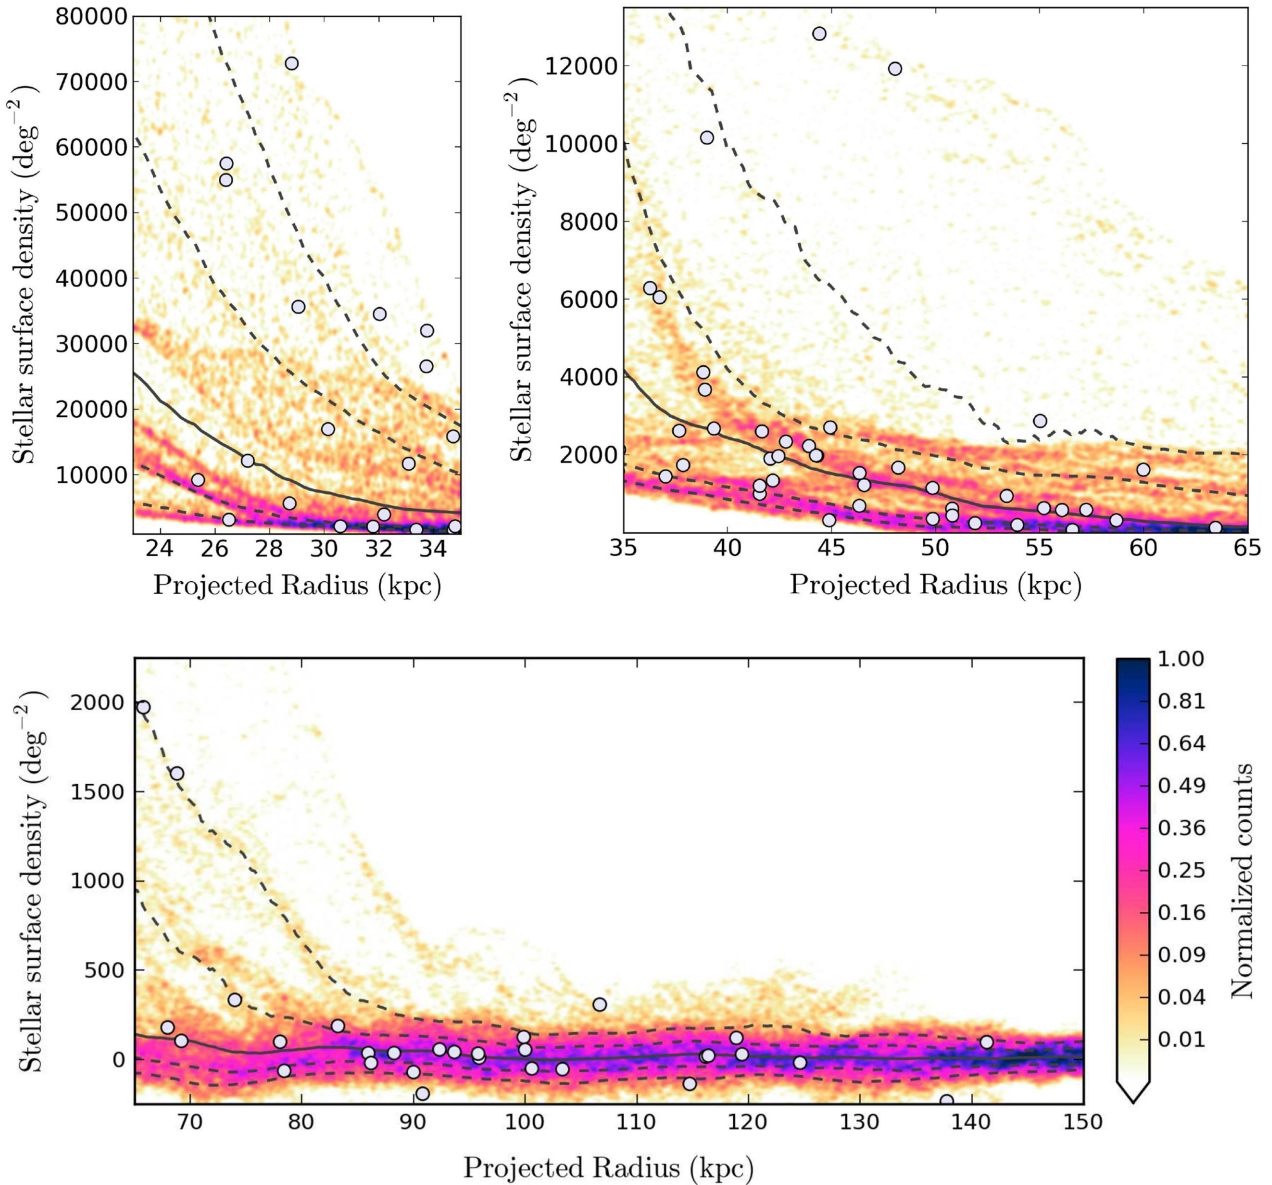 80000
70000
60000
50000
40000
30000
20000
10000
24 26 28 30 32 34
Projected Radius (kpc)
Stellar surface density (deg⁻²)
12000
10000
8000
6000
4000
2000
35 40 45 50 55 60 65
Projected Radius (kpc)
Stellar surface density (deg⁻²)
2000
1500
1000
500
0
70 80 90 100 110 120 130 140 150
Projected Radius (kpc)
Stellar surface density (deg⁻²)
1.00
0.81
0.64
0.49
0.36
0.25
0.16
0.09
0.04
0.01
Normalized counts